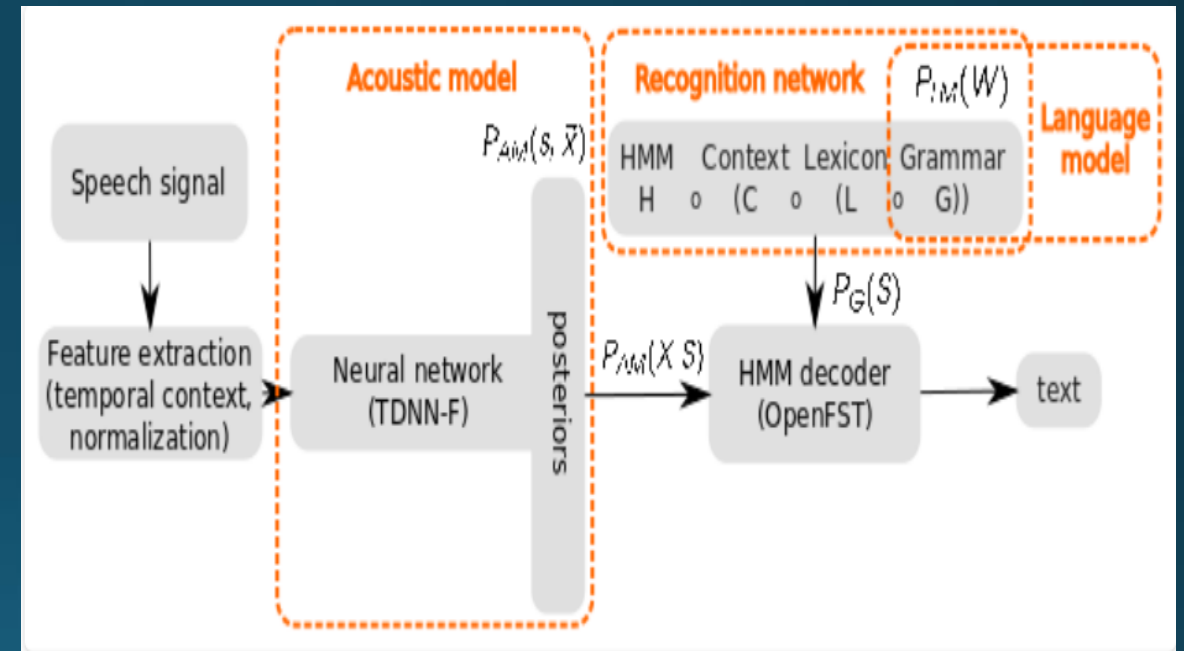 Acoustic model
Recognition network
P_LM(W)
Language
model
P_AM(s, x̄)
HMM Context Lexicon Grammar
H o (C o (L o G))
Speech signal
P_G(S)
Feature extraction
(temporal context,
normalization)
Neural network
(TDNN-F)
posteriors
P_AM(X S)
HMM decoder
(OpenFST)
text